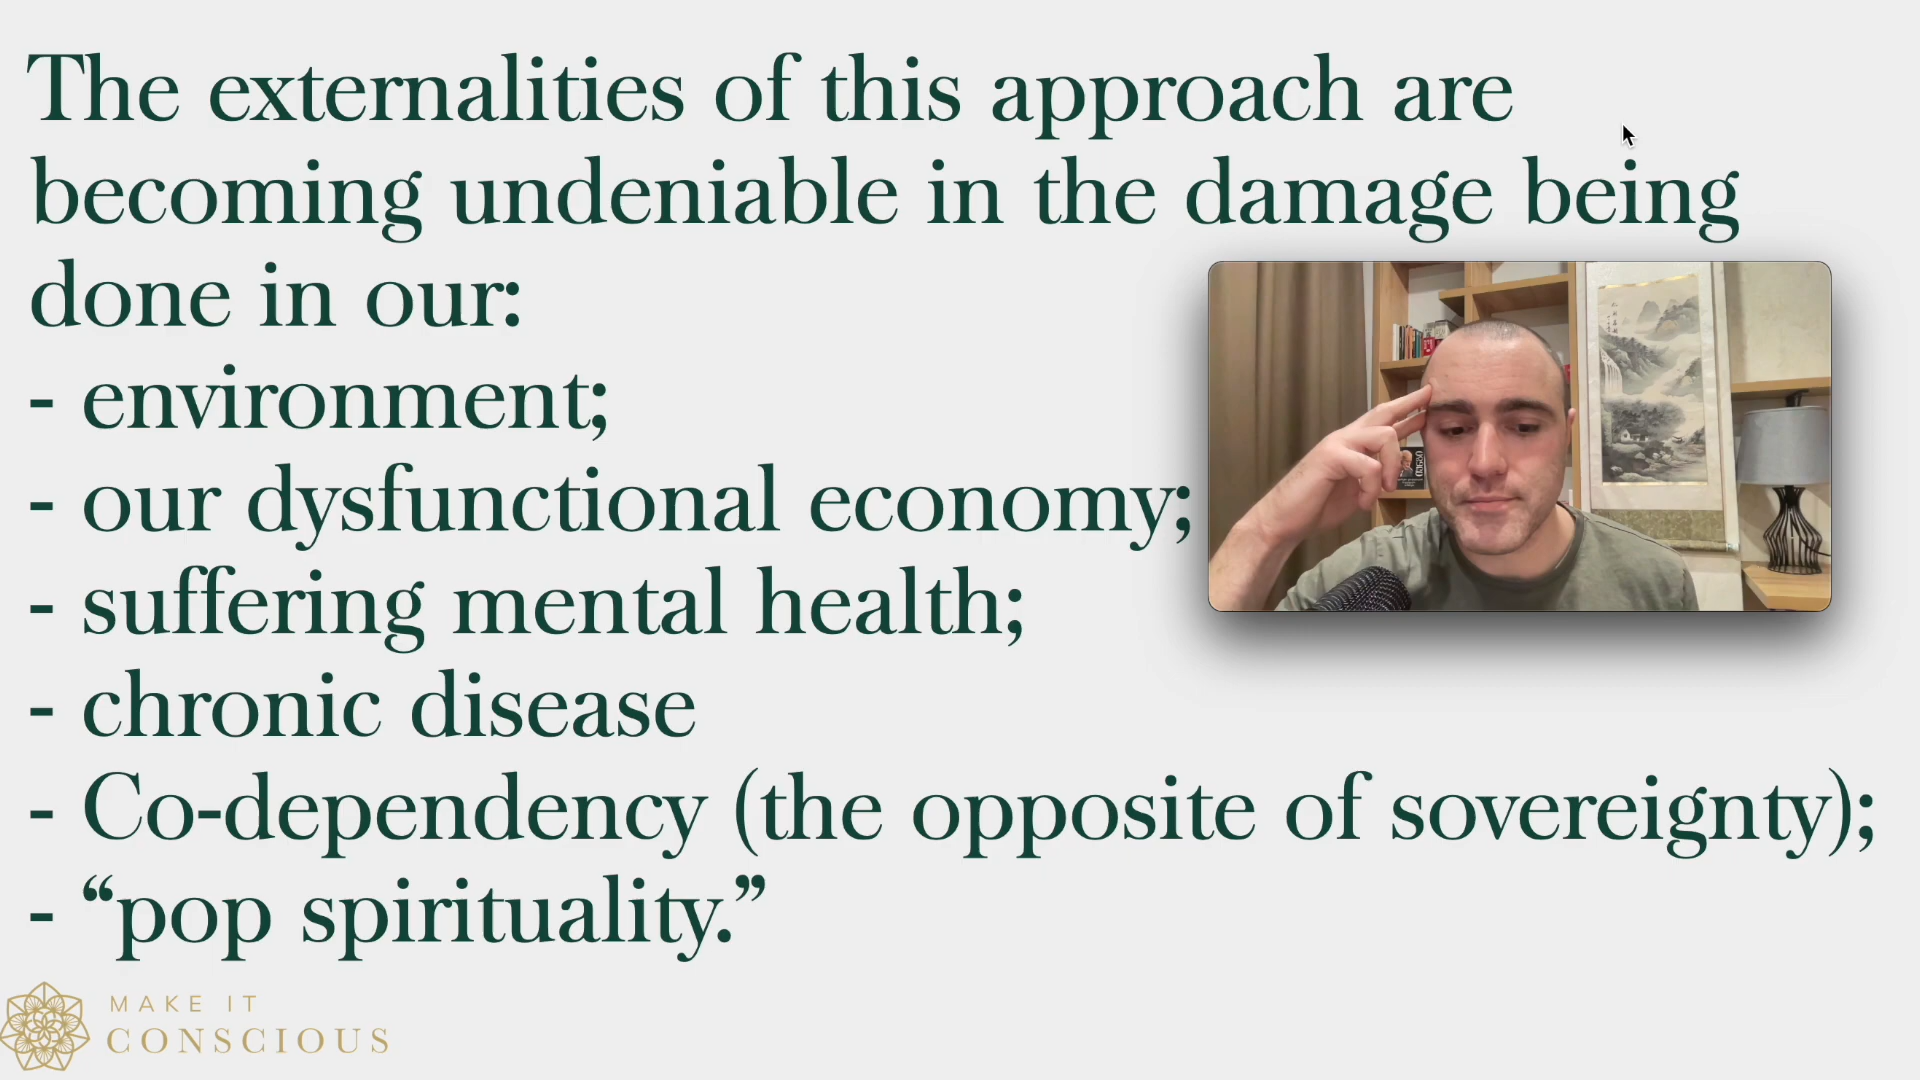 The externalities of this approach are
becoming undeniable in the damage being
done in our:
- environment;
- our dysfunctional economy;
- suffering mental health;
- chronic disease
- Co-dependency (the opposite of sovereignty);
- “pop spirituality.”
MAKE IT
CONSCIOUS